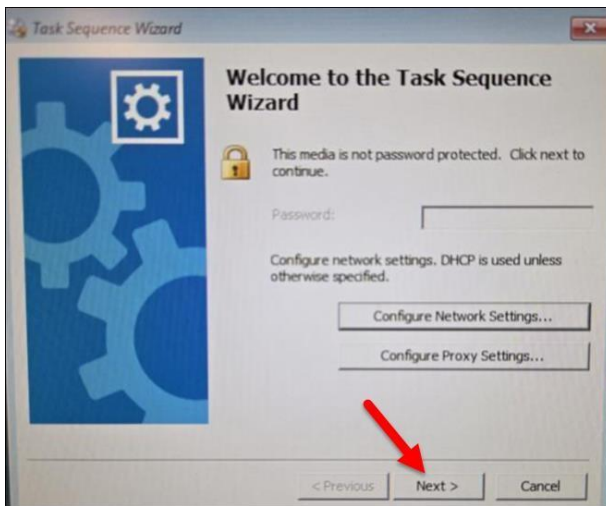 Task Sequence Wizard
Welcome to the Task Sequence
Wizard
This media is not password protected. Click next to
continue.
Password:
Configure network settings. DHCP is used unless
otherwise specified.
Configure Network Settings...
Configure Proxy Settings...
< Previous Next > Cancel